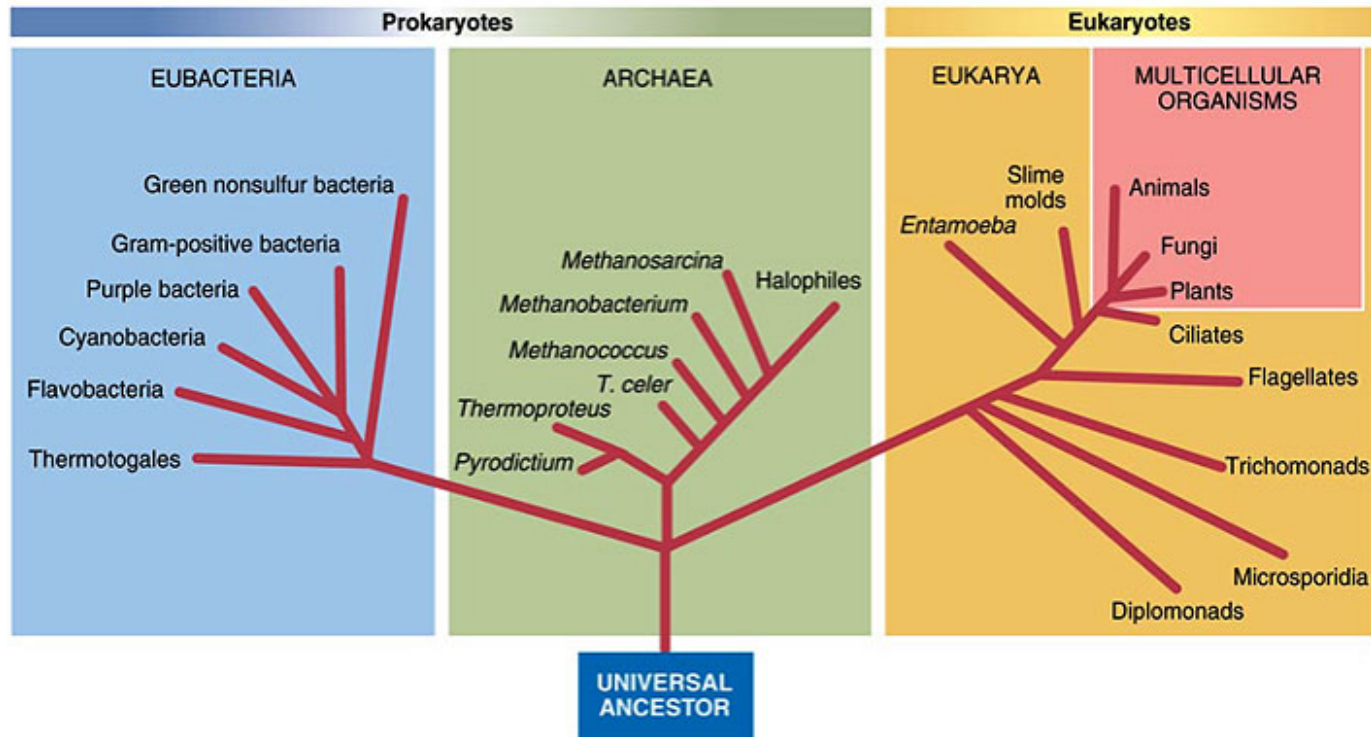 Prokaryotes
Eukaryotes
EUBACTERIA
ARCHAEA
EUKARYA
MULTICELLULAR
ORGANISMS
Green nonsulfur bacteria
Gram-positive bacteria
Purple bacteria
Cyanobacteria
Flavobacteria
Thermotogales
Methanosarcina
Halophiles
Methanobacterium
Methanococcus
T. celer
Thermoproteus
Pyrodictium
Slime
molds
Entamoeba
Animals
Fungi
Plants
Ciliates
Flagellates
Trichomonads
Microsporidia
Diplomonads
UNIVERSAL
ANCESTOR